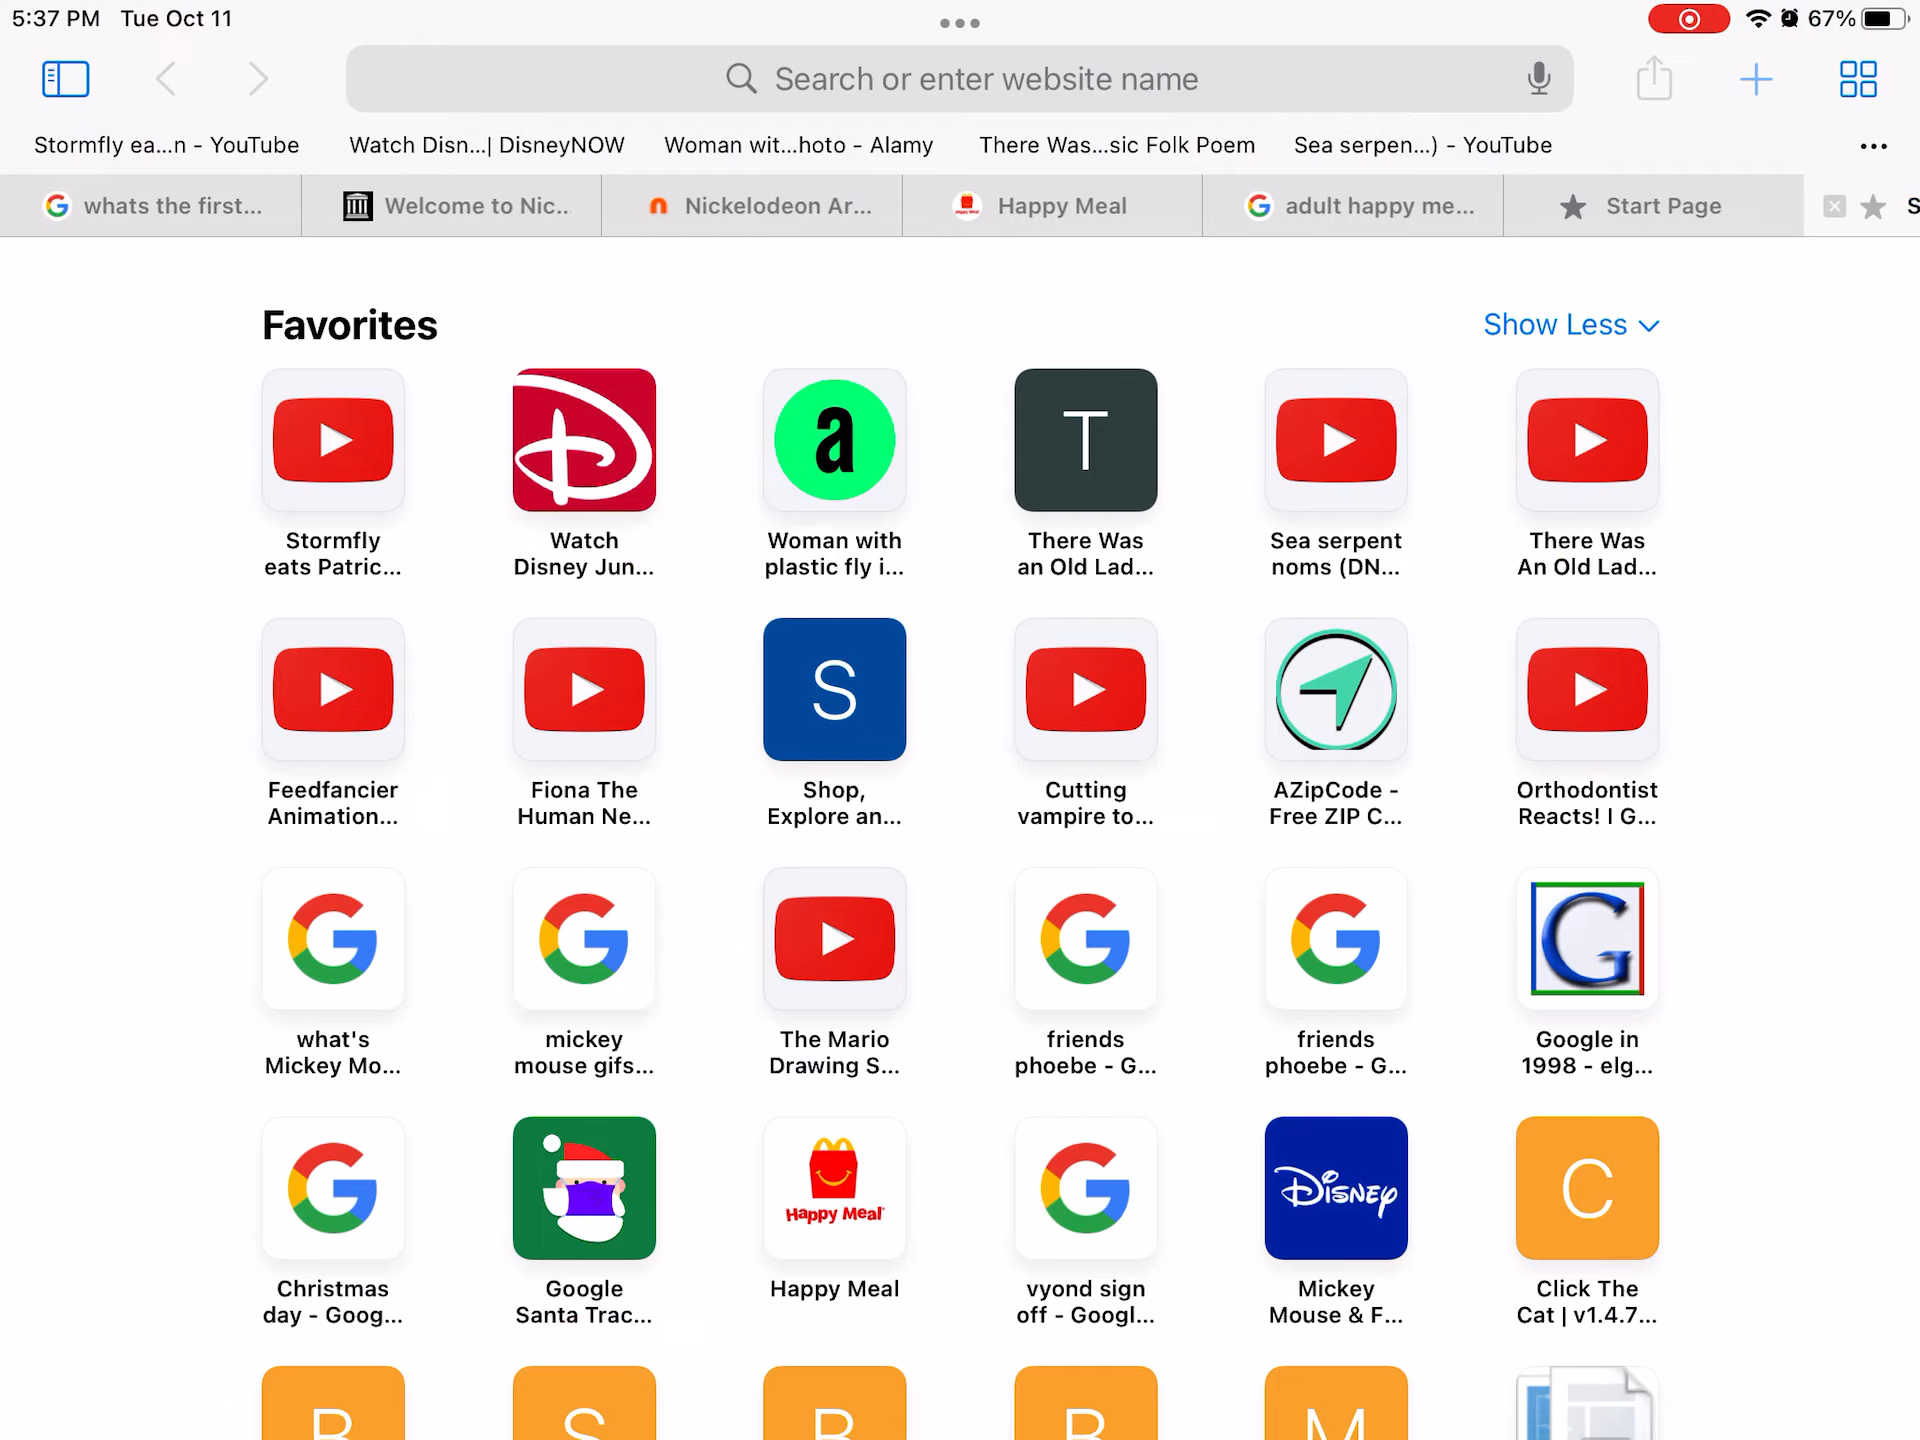 5:37 PM Tue Oct 11 67%
Search or enter website name
Stormfly ea...n - YouTube Watch Disn...| DisneyNOW Woman wit...hoto - Alamy There Was...sic Folk Poem Sea serpen...) - YouTube
whats the first... Welcome to Nic... Nickelodeon Ar... Happy Meal adult happy me... Start Page S
Favorites Show Less
a T
Stormfly Watch Woman with There Was Sea serpent There Was
eats Patric... Disney Jun... plastic fly i... an Old Lad... noms (DN... An Old Lad...
S
Feedfancier Fiona The Shop, Cutting AZipCode - Orthodontist
Animation... Human Ne... Explore an... vampire to... Free ZIP C... Reacts! I G...
what's mickey The Mario friends friends Google in
Mickey Mo... mouse gifs... Drawing S... phoebe - G... phoebe - G... 1998 - elg...
Happy Meal Disney C
Christmas Google Happy Meal vyond sign Mickey Click The
day - Goog... Santa Trac... off - Googl... Mouse & F... Cat | v1.4.7...